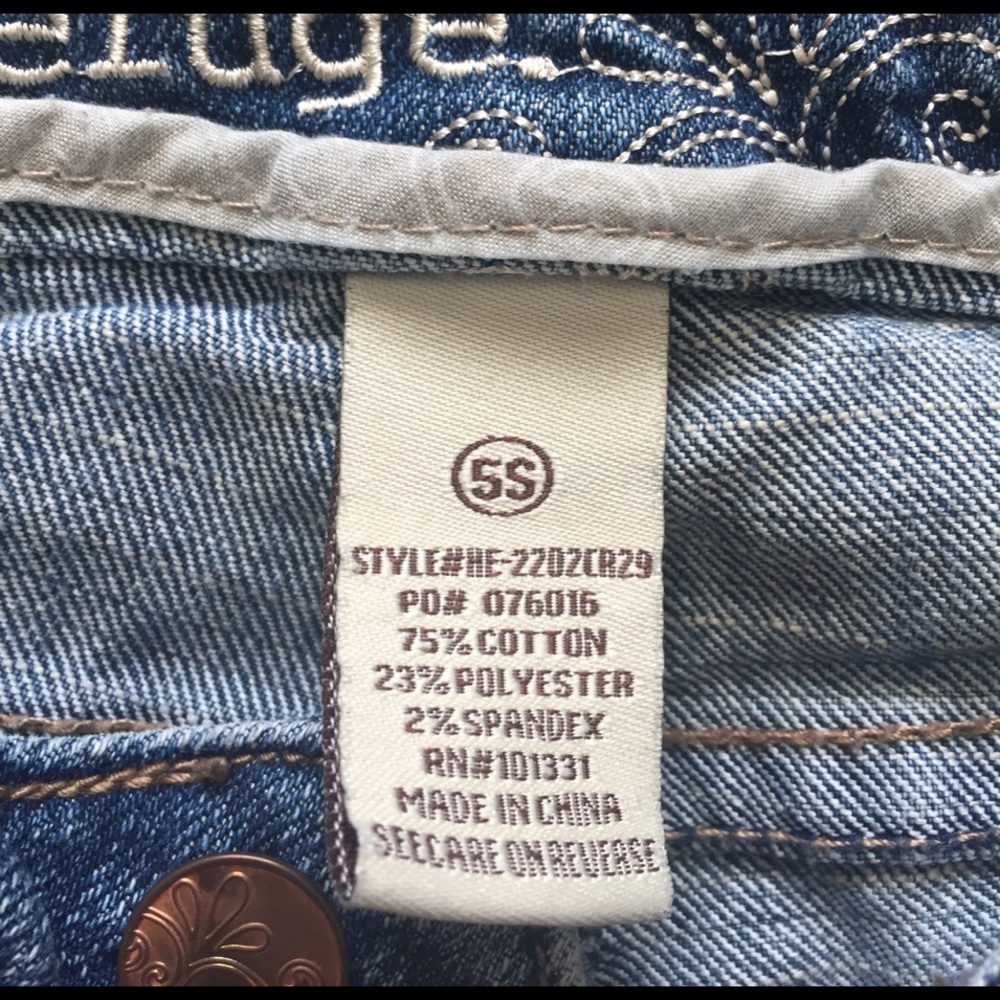 5S
STYLE#HE-2202CR29
PO# 076016
75%COTTON
23%POLYESTER
2%SPANDEX
RN#101331
MADE IN CHINA
SEE CARE ON REVERSE